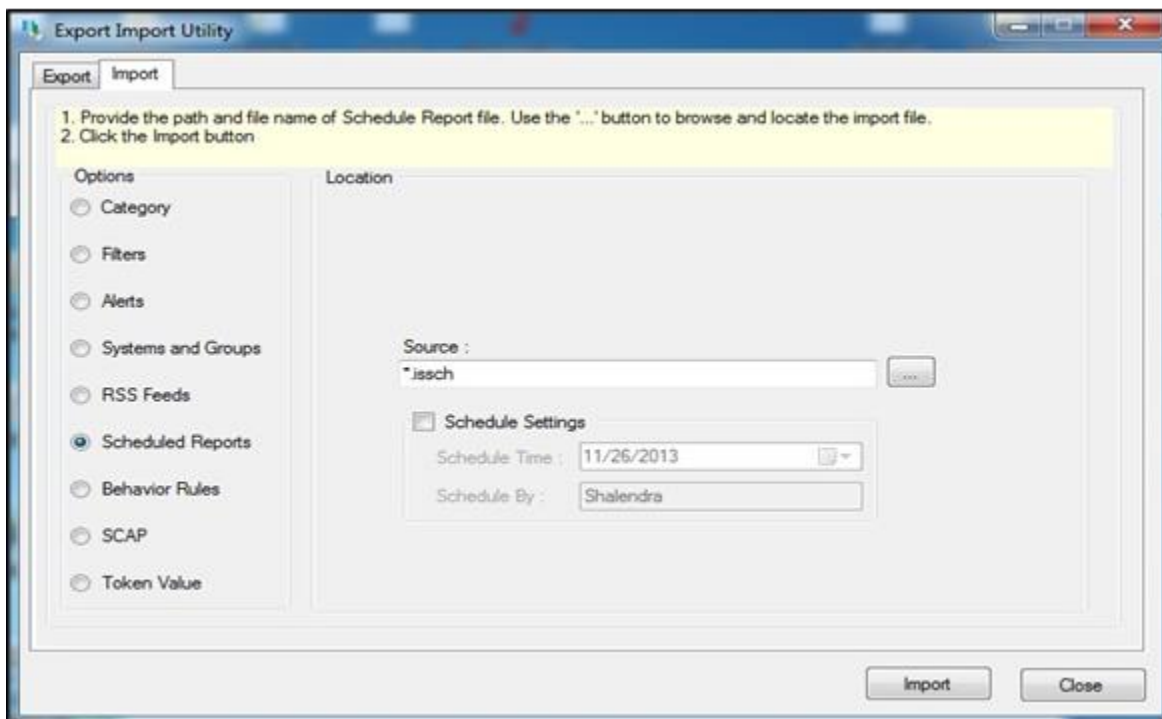 Export Import Utility
Export
Import
1. Provide the path and file name of Schedule Report file. Use the '...' button to browse and locate the import file.
2. Click the Import button
Options
Location
Category
Filters
Alerts
Systems and Groups
RSS Feeds
Scheduled Reports
Behavior Rules
SCAP
Token Value
Source :
*.issch
...
Schedule Settings
Schedule Time :
11/26/2013
Schedule By :
Shalendra
Import
Close